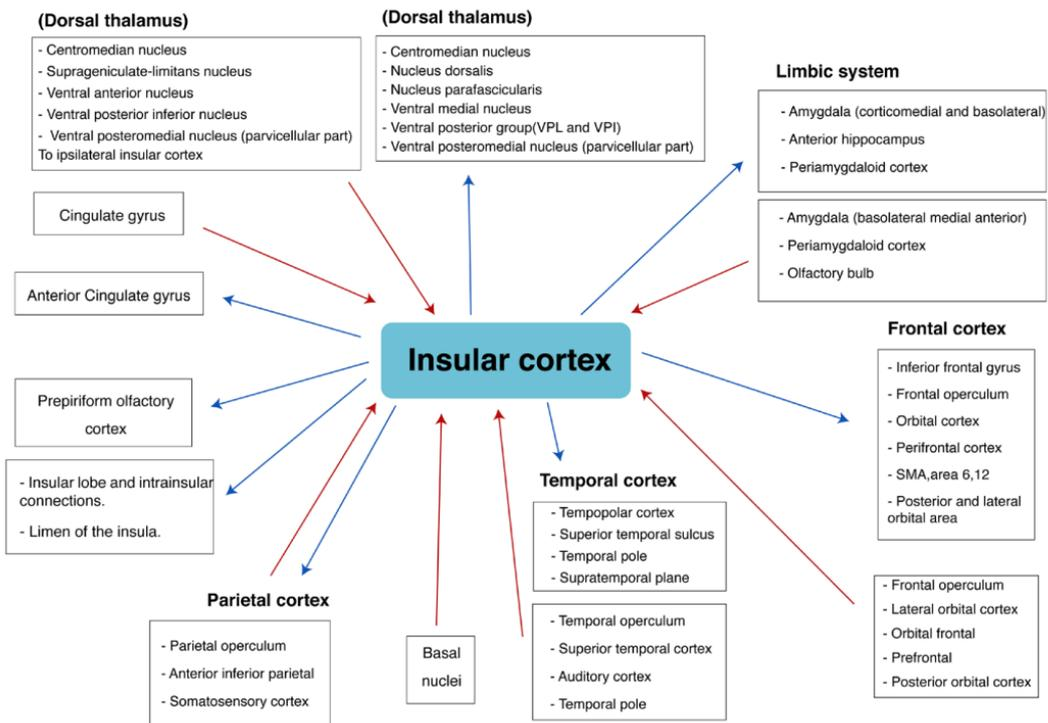 (Dorsal thalamus)
- Centromedian nucleus
- Suprageniculate-limitans nucleus
- Ventral anterior nucleus
- Ventral posterior inferior nucleus
- Ventral posteromedial nucleus (parvicellular part)
To ipsilateral insular cortex
(Dorsal thalamus)
- Centromedian nucleus
- Nucleus dorsalis
- Nucleus parafascicularis
- Ventral medial nucleus
- Ventral posterior group(VPL and VPI)
- Ventral posteromedial nucleus (parvicellular part)
Limbic system
- Amygdala (corticomedial and basolateral)
- Anterior hippocampus
- Periamygdaloid cortex
- Amygdala (basolateral medial anterior)
- Periamygdaloid cortex
- Olfactory bulb
Cingulate gyrus
Anterior Cingulate gyrus
Insular cortex
Prepiriform olfactory
cortex
- Insular lobe and intrainsular
connections.
- Limen of the insula.
Frontal cortex
- Inferior frontal gyrus
- Frontal operculum
- Orbital cortex
- Perifrontal cortex
- SMA,area 6,12
- Posterior and lateral
orbital area
Parietal cortex
- Parietal operculum
- Anterior inferior parietal
- Somatosensory cortex
Basal
nuclei
Temporal cortex
- Tempopolar cortex
- Superior temporal sulcus
- Temporal pole
- Supratemporal plane
- Temporal operculum
- Superior temporal cortex
- Auditory cortex
- Temporal pole
- Frontal operculum
- Lateral orbital cortex
- Orbital frontal
- Prefrontal
- Posterior orbital cortex